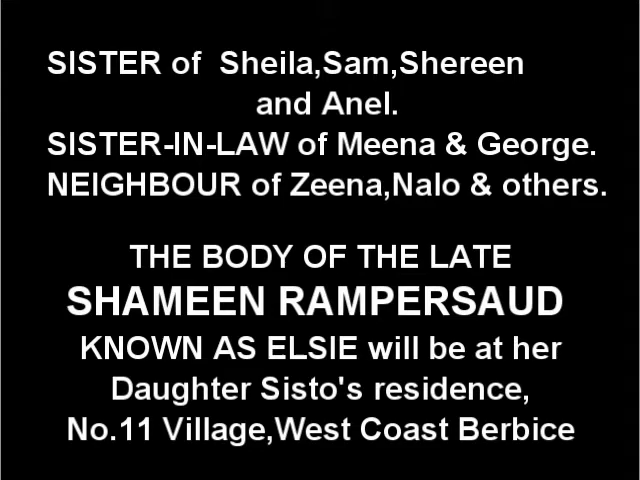 SISTER of  Sheila,Sam,Shereen
and Anel.
SISTER-IN-LAW of Meena & George.
NEIGHBOUR of Zeena,Nalo & others.
THE BODY OF THE LATE
SHAMEEN RAMPERSAUD
KNOWN AS ELSIE will be at her
Daughter Sisto's residence,
No.11 Village,West Coast Berbice